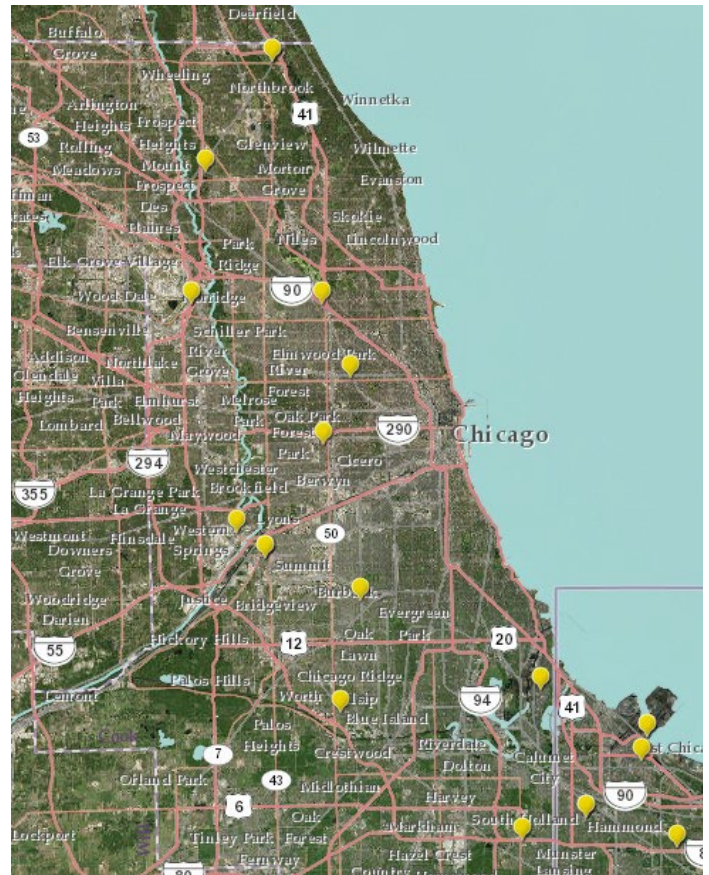 Deerfield
Buffalo
Grove
Wheeling
Northbrook
41
Winnetka
Arlington
Heights
Prospect
Heights
53
Rolling
Meadows
Mount
Prospect
Glenview
Wilmette
Morton
Grove
Evanston
Des
Plaines
Skokie
Niles
Lincolnwood
Park
Ridge
Elk Grove Village
Wood Dale
Norridge
90
Bensenville
Schiller Park
Addison
Northlake
River
Grove
Elmwood Park
River
Forest
Glendale
Heights
Villa
Park
Elmhurst
Melrose
Park
Oak Park
Lombard
Bellwood
Maywood
Forest
Park
290
Chicago
294
Westchester
Cicero
355
La Grange Park
Brookfield
Berwyn
La Grange
Lyons
50
Westmont
Hinsdale
Western
Springs
Downers
Grove
Summit
Woodridge
Darien
Justice
Bridgeview
Burbank
Evergreen
Park
55
Hickory Hills
12
Oak
Lawn
20
Palos Hills
Chicago Ridge
Lemont
Worth
Alsip
94
41
Blue Island
Cook
Palos
Heights
7
Crestwood
Riverdale
Dolton
Calumet
City
East Chica
Orland Park
43
Midlothian
Harvey
90
6
Oak
Forest
South Holland
Hammond
Lockport
Tinley Park
Markham
Fernway
Hazel Crest
Munster
Country
Lansing
80
8